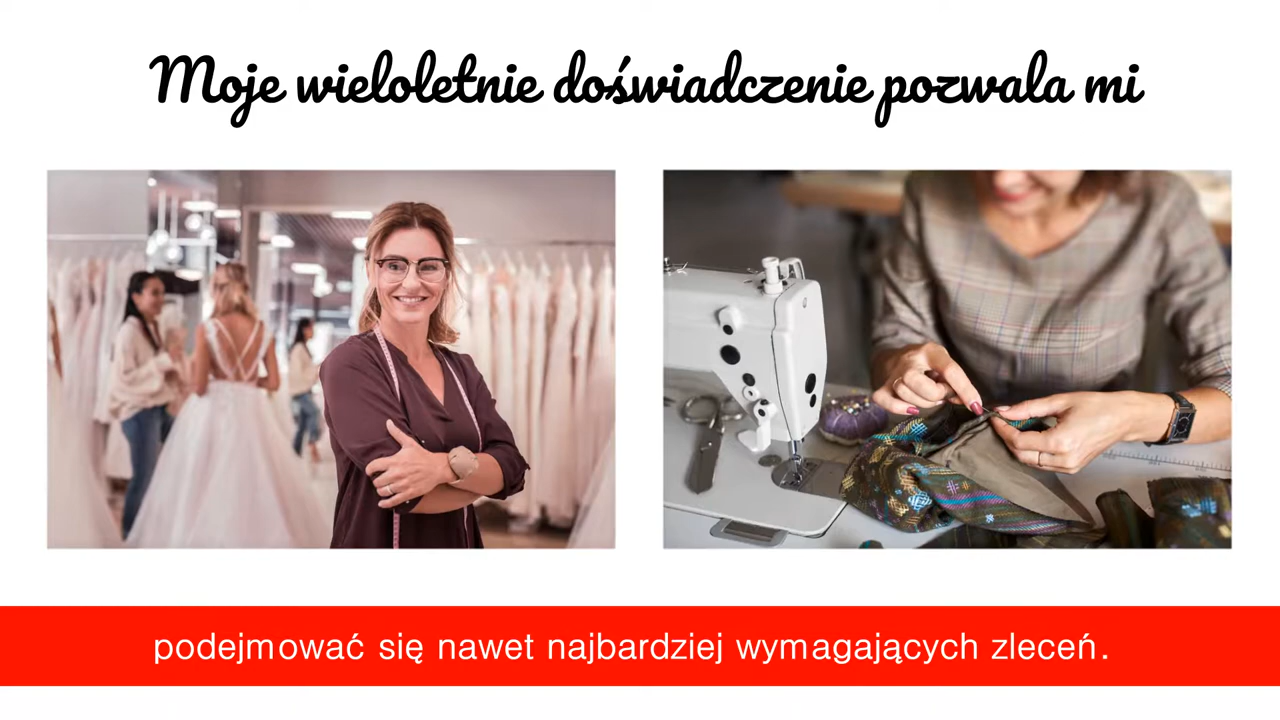 Moje wieloletnie doświadczenie pozwala mi
podejmować się nawet najbardziej wymagających zleceń.